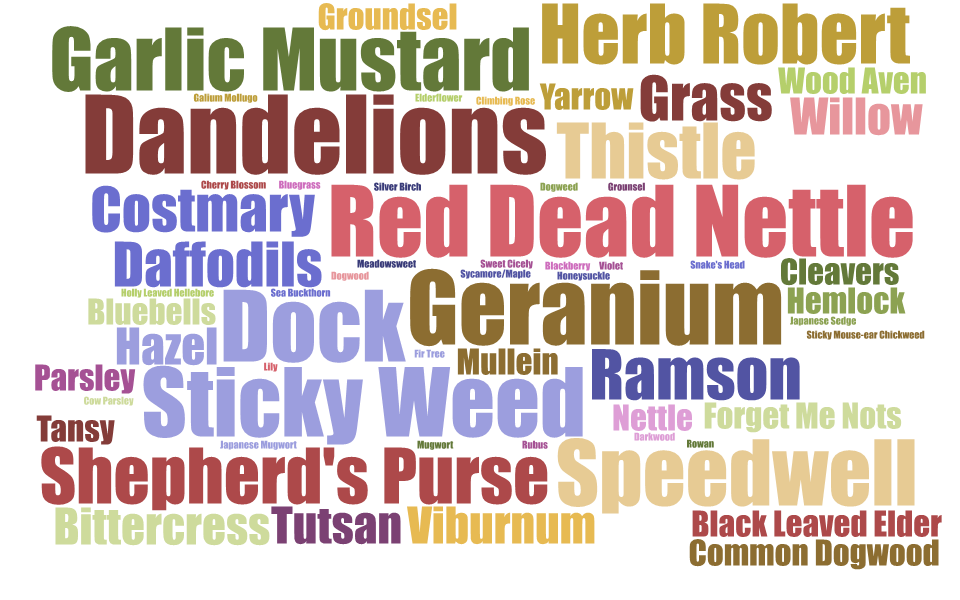 Groundsel
Herb Robert
Garlic Mustard
Wood Aven
Galium Mollugo
Elderflower
Climbing Rose
Yarrow
Grass
Willow
Dandelions
Thistle
Cherry Blossom
Bluegrass
Silver Birch
Dogweed
Grounsel
Costmary
Red Dead Nettle
Daffodils
Meadowsweet
Sweet Cicely
Blackberry
Violet
Snake's Head
Dogwood
Sycamore/Maple
Honeysuckle
Cleavers
Holly Leaved Hellebore
Sea Buckthorn
Geranium
Hemlock
Bluebells
Dock
Japanese Sedge
Sticky Mouse-ear Chickweed
Hazel
Fir Tree
Mullein
Lily
Parsley
Sticky Weed
Ramson
Cow Parsley
Nettle
Forget Me Nots
Tansy
Darkwood
Japanese Mugwort
Mugwort
Rubus
Rowan
Shepherd's Purse
Speedwell
Bittercress
Tutsan
Viburnum
Black Leaved Elder
Common Dogwood